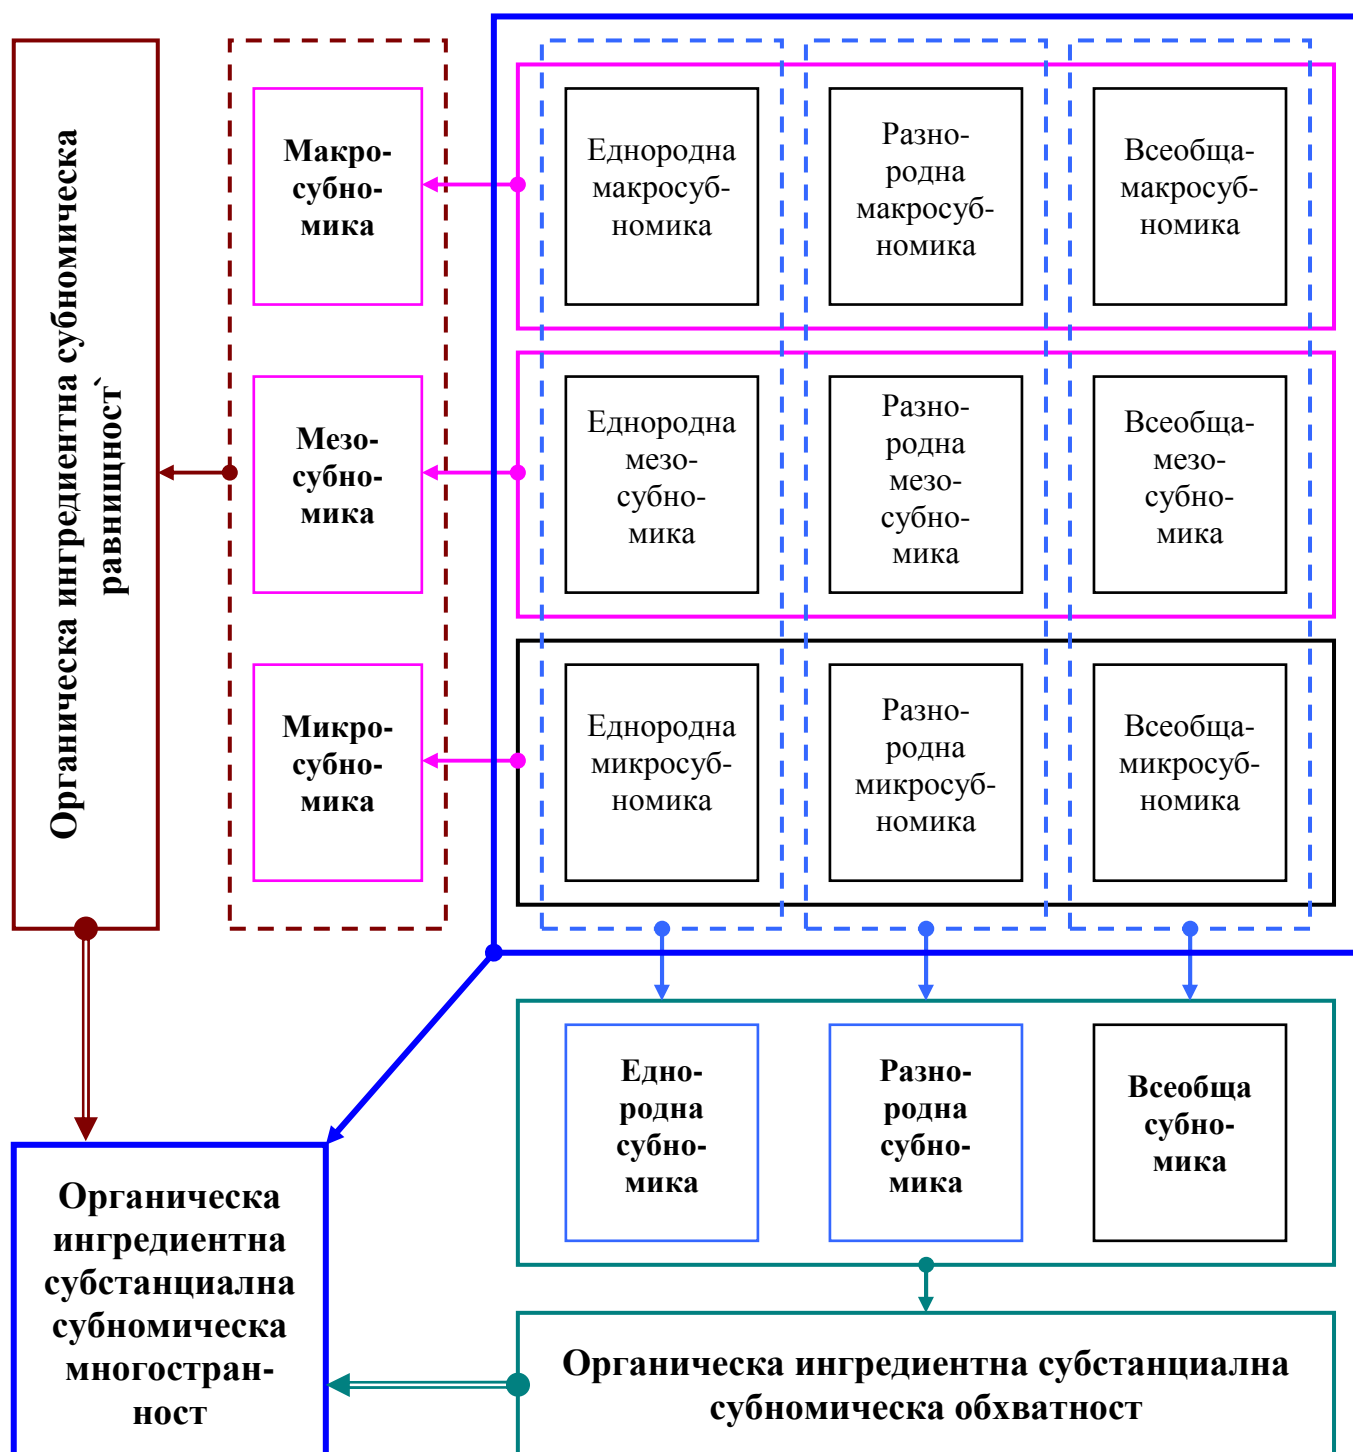 Органическа ингредиентна субномическа
равнищност`
Макро-
субно-
мика
Еднородна
макросуб-
номика
Разно-
родна
макросуб-
номика
Всеобща-
макросуб-
номика
Мезо-
субно-
мика
Еднородна
мезо-
субно-
мика
Разно-
родна
мезо-
субно-
мика
Всеобща-
мезо-
субно-
мика
Микро-
субно-
мика
Еднородна
микросуб-
номика
Разно-
родна
микросуб-
номика
Всеобща-
микросуб-
номика
Едно-
родна
субно-
мика
Разно-
родна
субно-
мика
Всеобща
субно-
мика
Органическа
ингредиентна
субстанциална
субномическа
многостран-
ност
Органическа ингредиентна субстанциална
субномическа обхватност